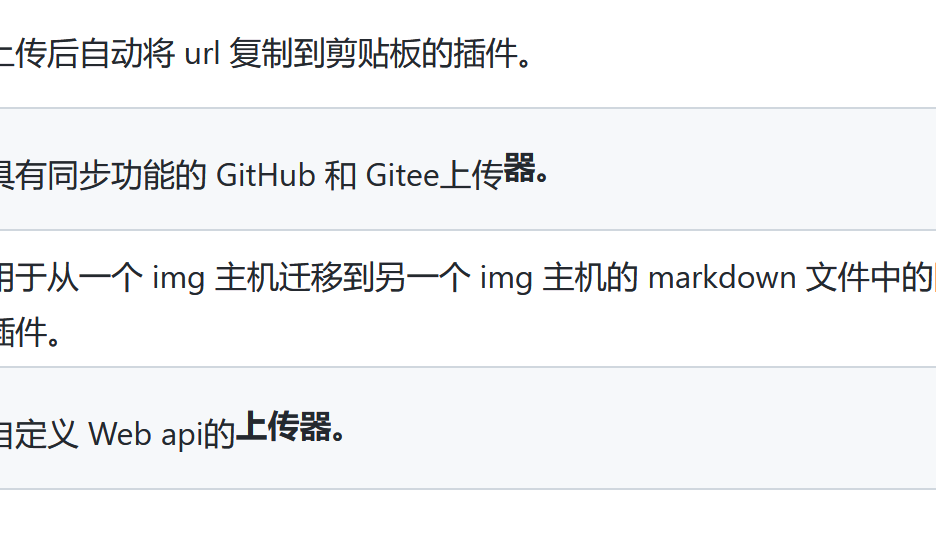 上传后自动将 url 复制到剪贴板的插件。
具有同步功能的 GitHub 和 Gitee上传器。
用于从一个 img 主机迁移到另一个 img 主机的 markdown 文件中的
插件。
自定义 Web api的上传器。